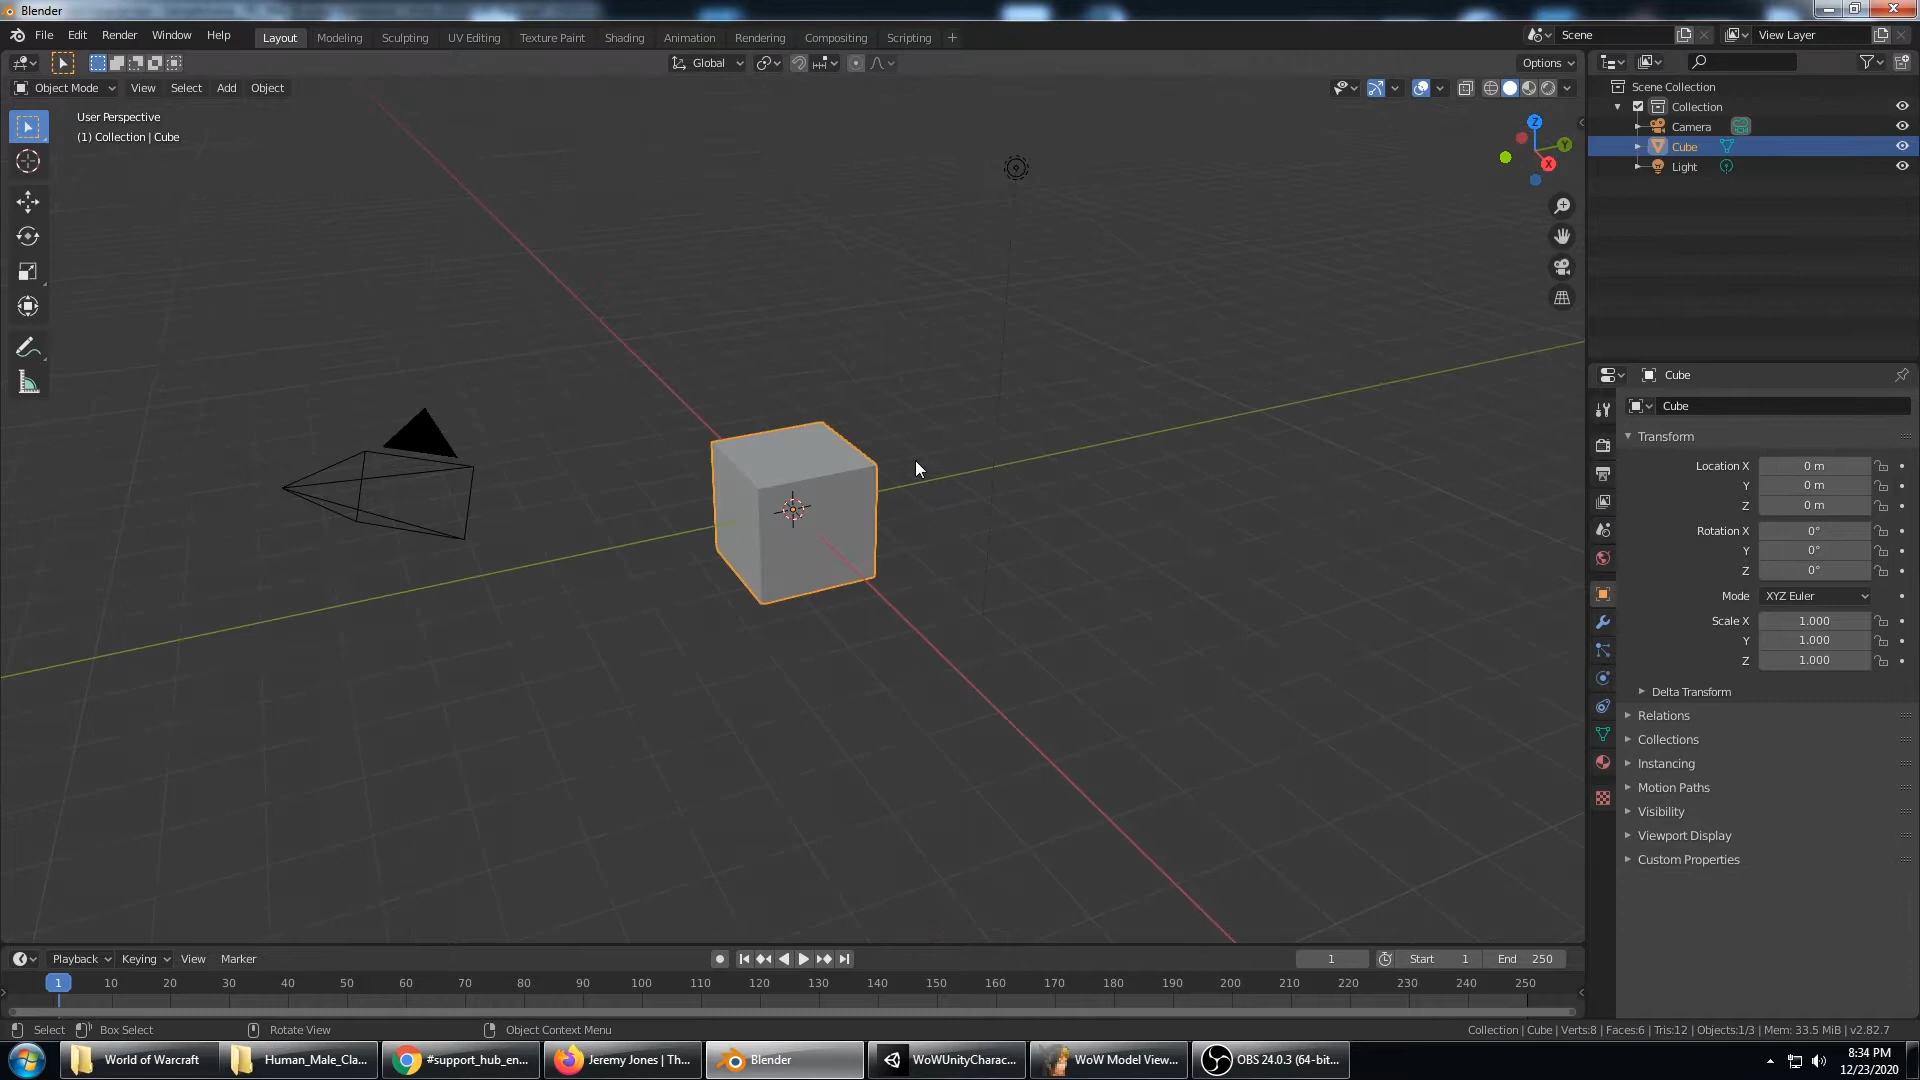 Blender
File Edit Render Window Help Layout Modeling Sculpting UV Editing Texture Paint Shading Animation Rendering Compositing Scripting + Scene View Layer
Global Options
Object Mode View Select Add Object
User Perspective
(1) Collection | Cube
Z
Y
X
Scene Collection
Collection
Camera
Cube
Light
Cube
Cube
Transform
Location X 0 m
Y 0 m
Z 0 m
Rotation X 0°
Y 0°
Z 0°
Mode XYZ Euler
Scale X 1.000
Y 1.000
Z 1.000
Delta Transform
Relations
Collections
Instancing
Motion Paths
Visibility
Viewport Display
Custom Properties
Playback Keying View Marker 1 Start 1 End 250
1 10 20 30 40 50 60 70 80 90 100 110 120 130 140 150 160 170 180 190 200 210 220 230 240 250
Select Box Select Rotate View Object Context Menu Collection | Cube | Verts:8 | Faces:6 | Tris:12 | Objects:1/3 | Mem: 33.5 MiB | v2.82.7
World of Warcraft Human_Male_Cla... #support_hub_en... Jeremy Jones | Th... Blender WoWUnityCharac... WoW Model View... OBS 24.0.3 (64-bit... 8:34 PM
12/23/2020